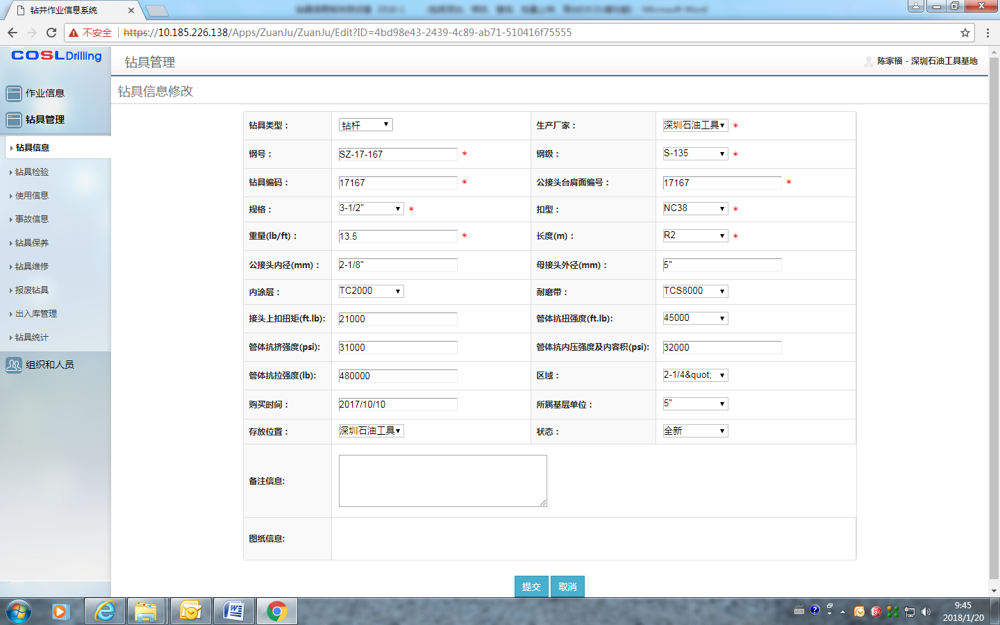 钻井作业信息系统
不安全 https://10.185.226.138/Apps/ZuanJu/ZuanJu/Edit?ID=4bd98e43-2439-4c89-ab71-510416f75555
COSL Drilling
钻具管理
陈家福 - 深圳石油工具基地
作业信息
钻具管理
钻具信息
钻具检验
使用信息
事故信息
钻具保养
钻具维修
报废钻具
出入库管理
钻具统计
组织和人员
钻具信息修改
钻具类型： 钻杆 生产厂家： 深圳石油工具 *
钢号： SZ-17-167 * 钢级： S-135 *
钻具编码： 17167 * 公接头台肩面编号： 17167 *
规格： 3-1/2" * 扣型： NC38 *
重量(lb/ft)： 13.5 * 长度(m)： R2 *
公接头内径(mm)： 2-1/8" 母接头外径(mm)： 5"
内涂层： TC2000 耐磨带： TCS8000
接头上扣扭矩(ft.lb): 21000 管体抗扭强度(ft.lb): 45000
管体抗挤强度(psi): 31000 管体抗内压强度及内容积(psi): 32000
管体抗拉强度(lb): 480000 区域： 2-1/4&quot;
购买时间： 2017/10/10 所属基层单位： 5"
存放位置： 深圳石油工具 状态： 全新
备注信息:
图纸信息:
提交 取消
9:45
2018/1/20